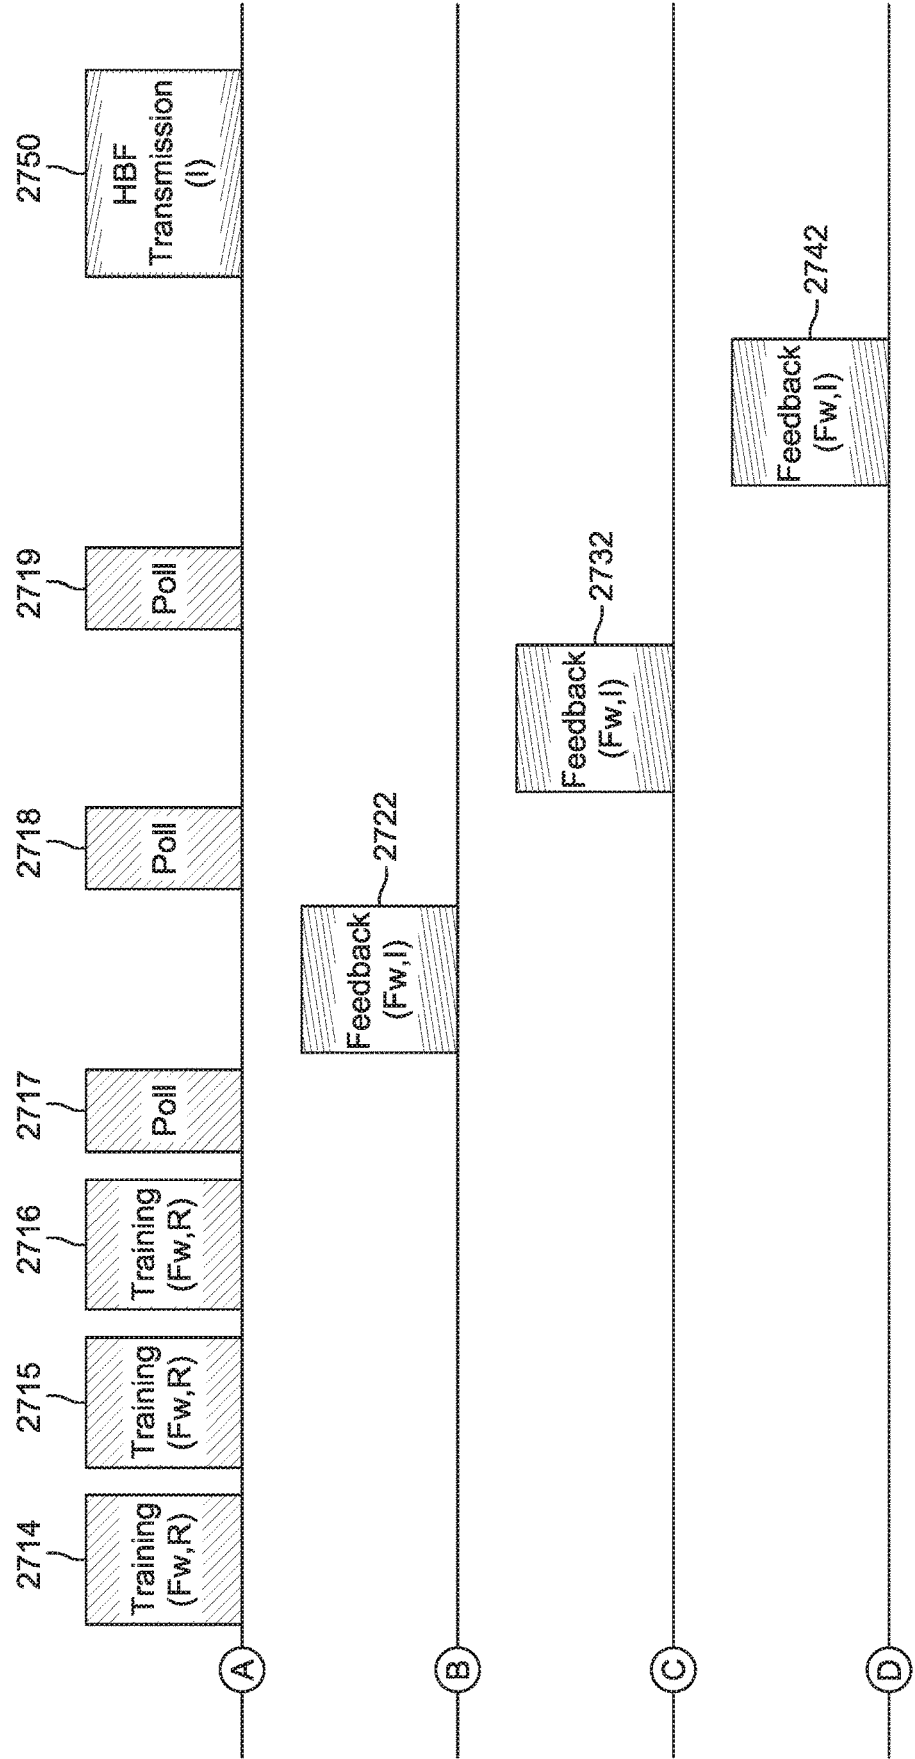 2714
2715
2716
2717
2718
2719
2750
Training
(Fw,R)
Training
(Fw,R)
Training
(Fw,R)
Poll
Poll
Poll
HBF
Transmission
(I)
A
Feedback
(Fw,I)
2722
B
Feedback
(Fw,I)
2732
C
Feedback
(Fw,I)
2742
D